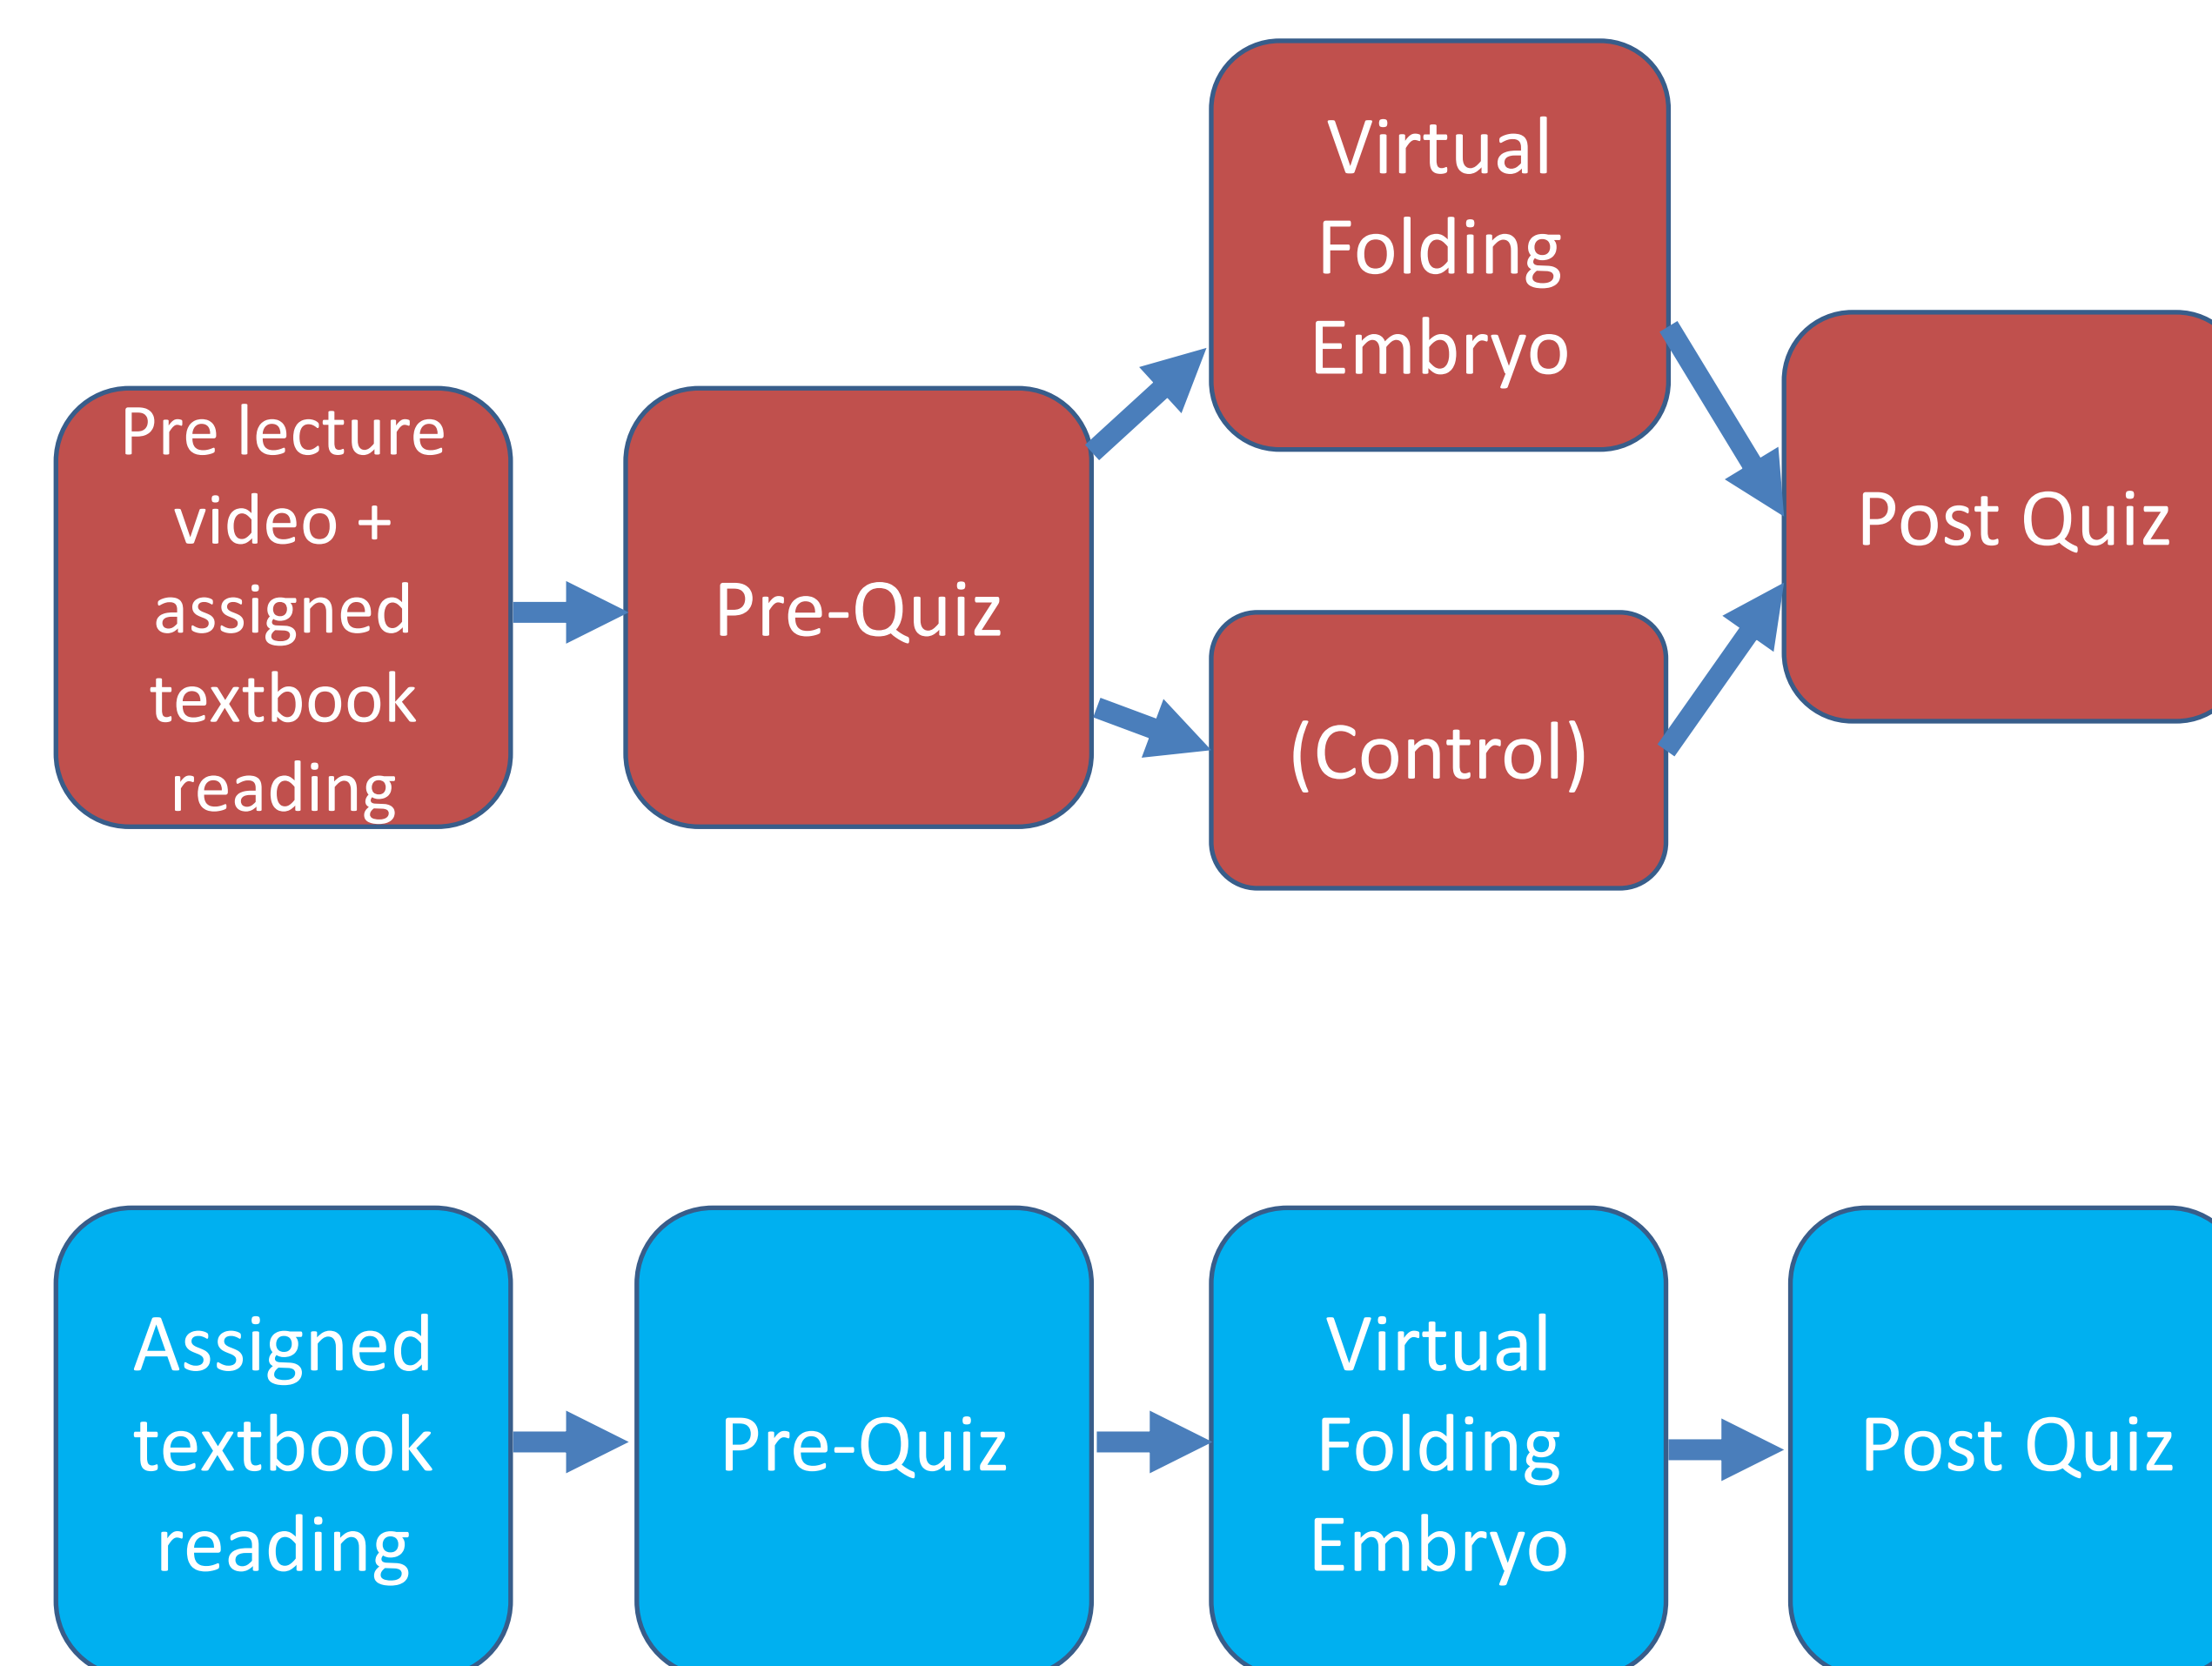 Pre lecture
video +
assigned
textbook
reading
Pre-Quiz
Virtual
Folding
Embryo
(Control)
Post Quiz
Assigned
textbook
reading
Pre-Quiz
Virtual
Folding
Embryo
Post Quiz